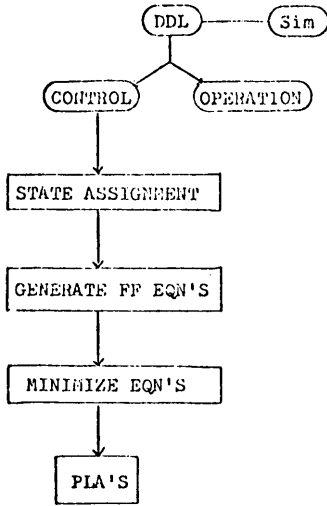 DDL Sim
CONTROL OPERATION
STATE ASSIGNMENT
GENERATE FF EQN'S
MINIMIZE EQN'S
PLA'S